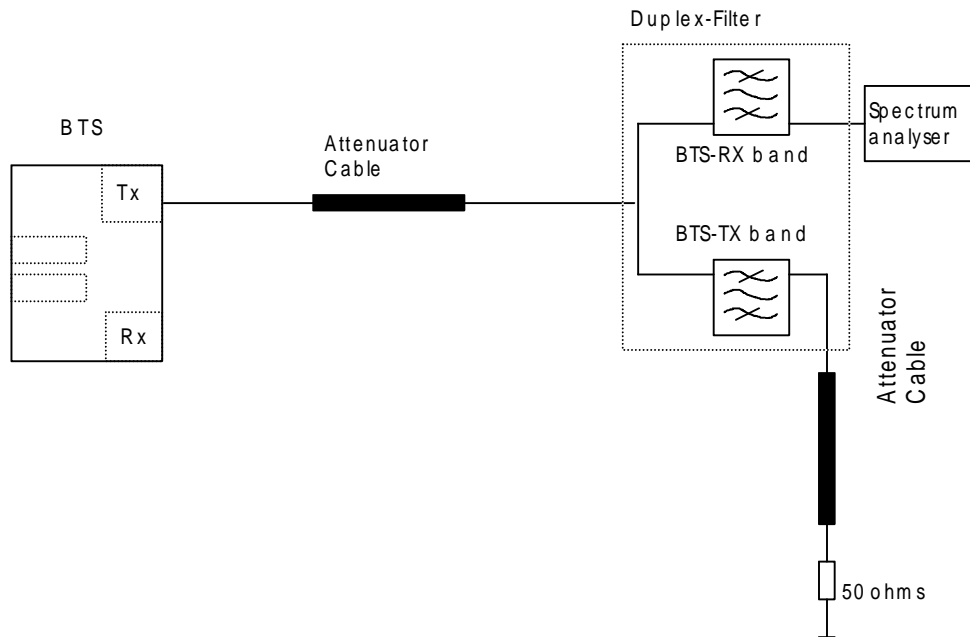 Duplex-Filter
BTS
Attenuator
Cable
Tx
Rx
BTS-RX band
Spectrum
analyser
BTS-TX band
Attenuator
Cable
50 ohms